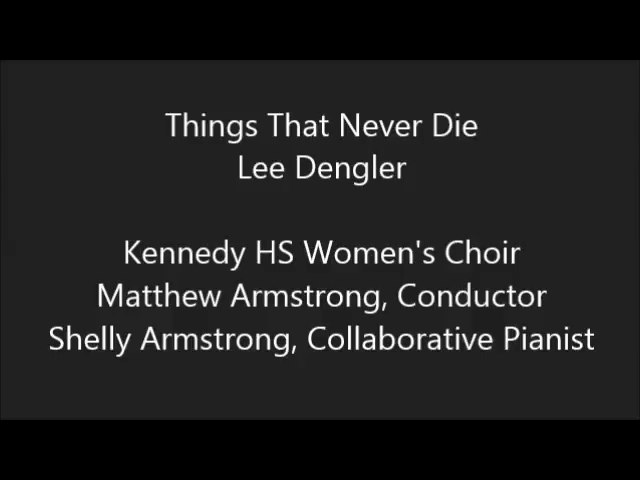 Things That Never Die
Lee Dengler
Kennedy HS Women's Choir
Matthew Armstrong, Conductor
Shelly Armstrong, Collaborative Pianist